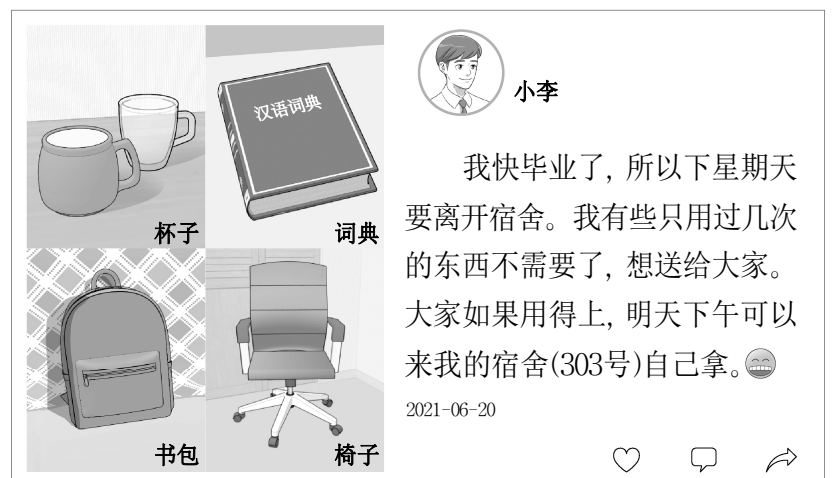 汉语词典
杯子
词典
书包
椅子
小李
我快毕业了, 所以下星期天
要离开宿舍。我有些只用过几次
的东西不需要了, 想送给大家。
大家如果用得上, 明天下午可以
来我的宿舍(303号)自己拿。
2021-06-20